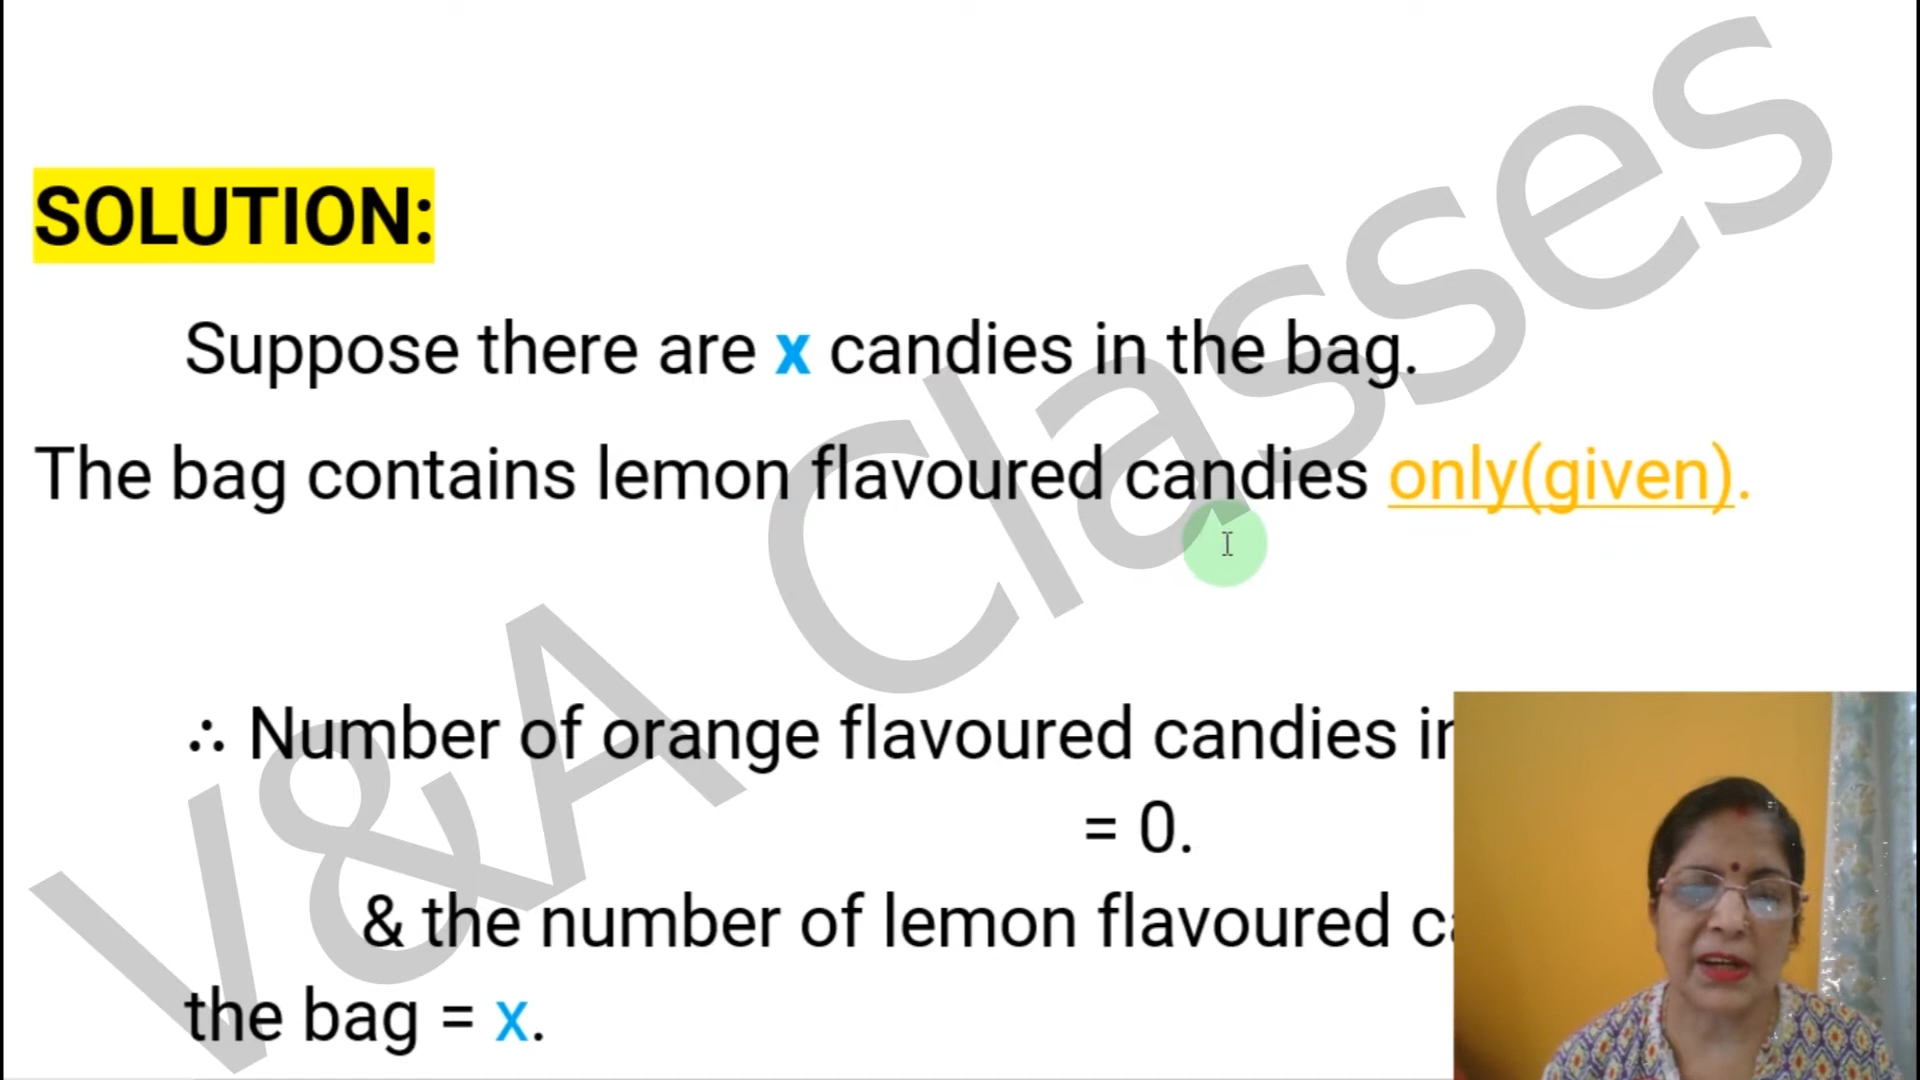 SOLUTION:
Suppose there are x candies in the bag.
The bag contains lemon flavoured candies only(given).
∴ Number of orange flavoured candies
= 0.
& the number of lemon flavoured
the bag = x.
V&A Classes